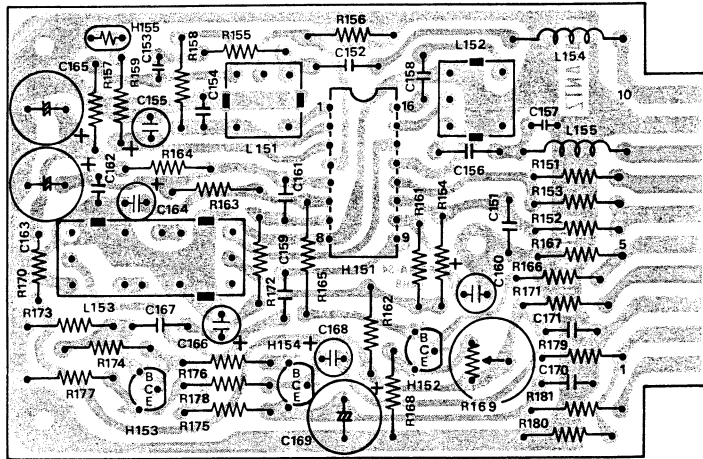 R156
H155
C153
R158
R155
C152
L152
L154
C165
R157
R159
C154
C158
C155
1
16
10
C157
L151
L155
C162
R164
C161
C156
R151
R163
R161
R154
C151
R153
C164
R152
C163
8
9
C159
R167
5
R170
R172
R165
H151
C160
R166
R171
R173
L153
C167
R162
C171
C166
H154
C168
R174
R176
H152
R179
C170
1
R177
B
C
E
R178
B
C
E
B
C
E
R168
R169
R181
H153
R175
C169
R180